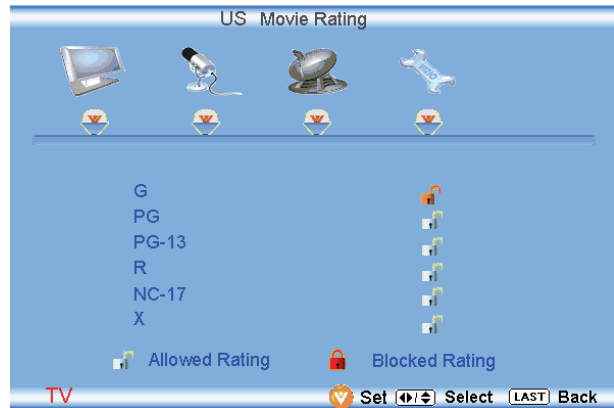 US Movie Rating
G
PG
PG-13
R
NC-17
X
Allowed Rating Blocked Rating
TV Set Select LAST Back